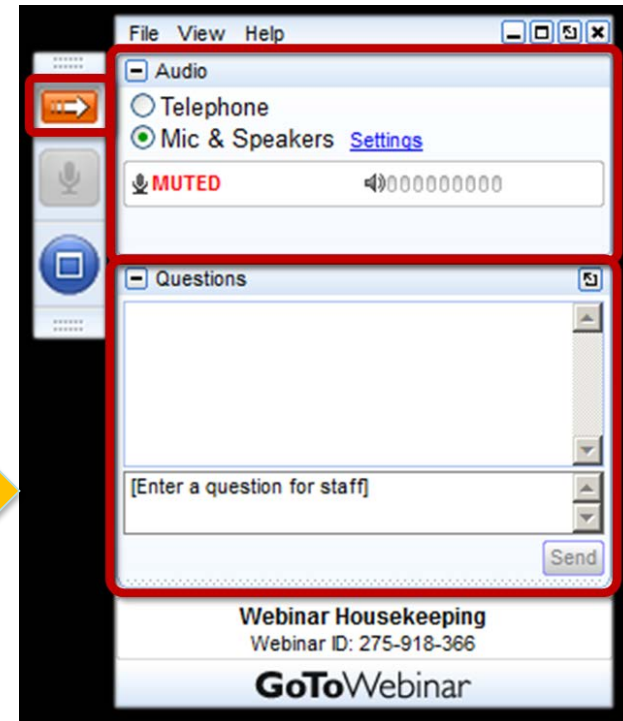 File View Help
Audio
Telephone
Mic & Speakers Settings
MUTED
Questions
[Enter a question for staff]
Send
Webinar Housekeeping
Webinar ID: 275-918-366
GoToWebinar